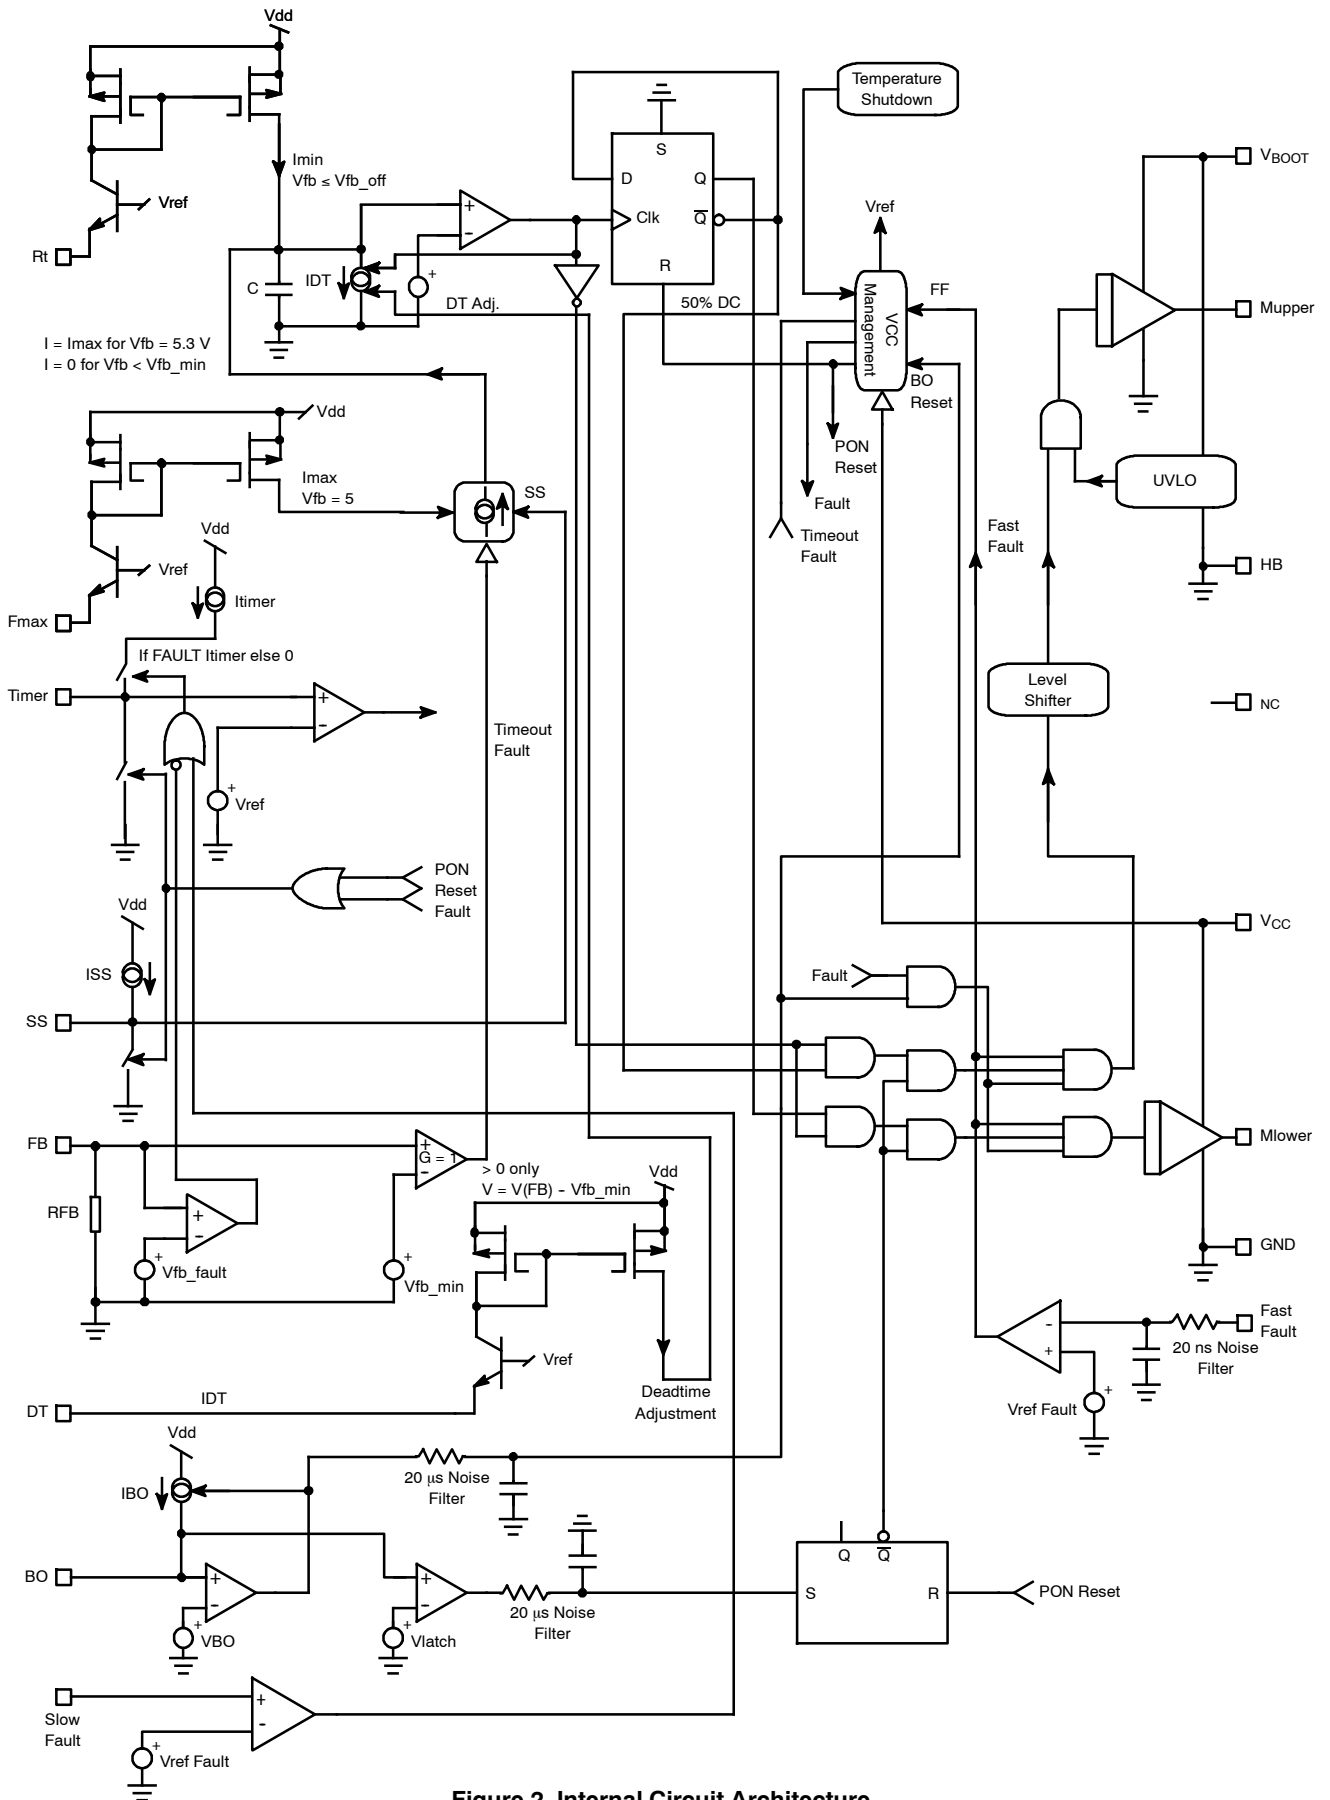 Vdd
Imin
Vfb ≤ Vfb_off
Vref
Rt
C
IDT
+
-
+
DT Adj.
I = Imax for Vfb = 5.3 V
I = 0 for Vfb < Vfb_min
S
D
Q
Clk
Q
R
50% DC
Temperature
Shutdown
Vref
VCC
Management
FF
BO
Reset
PON
Reset
Fault
Timeout
Fault
VBOOT
Mupper
UVLO
HB
Fast
Fault
Level
Shifter
NC
Vdd
Imax
Vfb = 5
SS
Vref
Fmax
Vdd
Itimer
If FAULT Itimer else 0
Timer
+
-
+
Vref
Timeout
Fault
PON
Reset
Fault
Vdd
ISS
SS
VCC
Fault
FB
+
G = 1
-
> 0 only
V = V(FB) - Vfb_min
Vdd
RFB
+
-
+
Vfb_fault
+
Vfb_min
Vref
Deadtime
Adjustment
Mlower
GND
Fast
Fault
20 ns Noise
Filter
-
+
+
Vref Fault
DT
IDT
Vdd
IBO
20 µs Noise
Filter
BO
+
-
+
VBO
+
-
+
Vlatch
20 µs Noise
Filter
Q
Q
S
R
PON Reset
Slow
Fault
+
-
+
Vref Fault
Figure 2. Internal Circuit Architecture